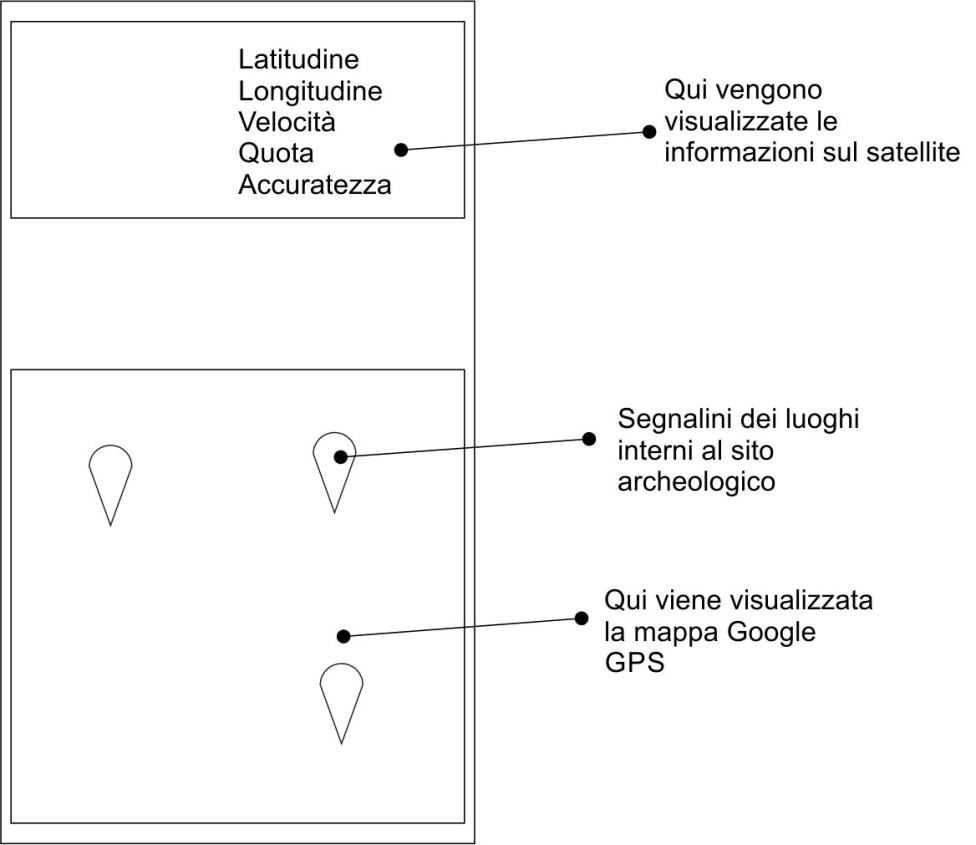 Latitudine
Longitudine
Velocità
Quota
Accuratezza
Qui vengono
visualizzate le
informazioni sul satellite
Segnalini dei luoghi
interni al sito
archeologico
Qui viene visualizzata
la mappa Google
GPS